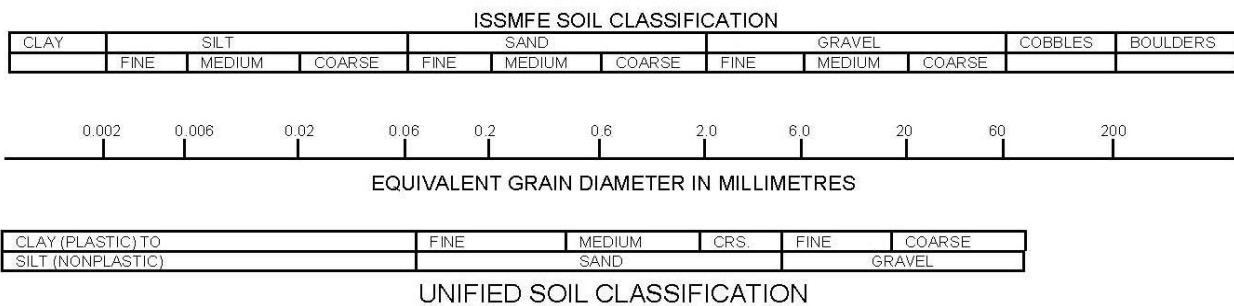 ISSMFE SOIL CLASSIFICATION
CLAY SILT SAND GRAVEL COBBLES BOULDERS
FINE MEDIUM COARSE FINE MEDIUM COARSE FINE MEDIUM COARSE
0.002 0.006 0.02 0.06 0.2 0.6 2.0 6.0 20 60 200
EQUIVALENT GRAIN DIAMETER IN MILLIMETRES
CLAY (PLASTIC) TO FINE MEDIUM CRS. FINE COARSE
SILT (NONPLASTIC) SAND GRAVEL
UNIFIED SOIL CLASSIFICATION